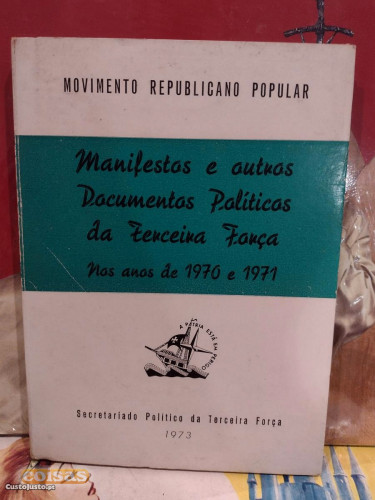 MOVIMENTO REPUBLICANO POPULAR
Manifestos e outros
Documentos Políticos
da Terceira Força
Nos anos de 1970 e 1971
A PÁTRIA ESTÁ EM PERIGO
Secretariado Político da Terceira Força
1973
COISAS
CustoJusto.pt